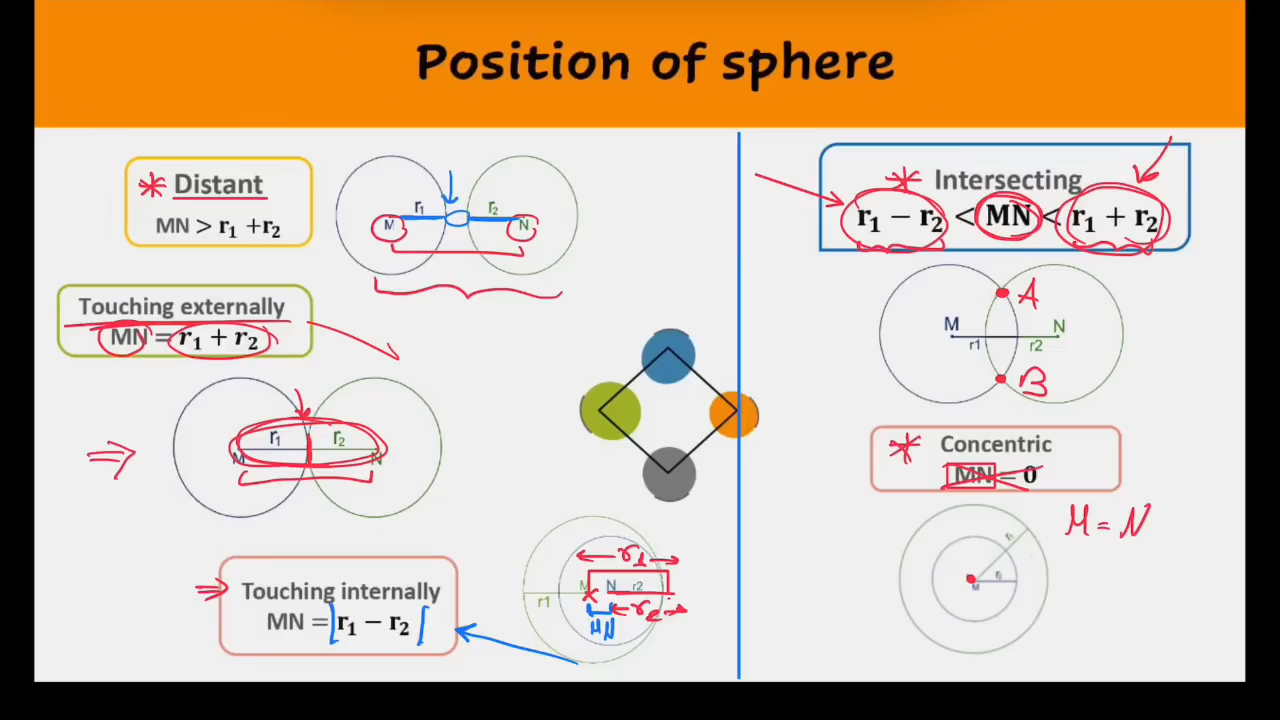 Position of sphere
* Distant
MN > r₁ +r₂
r₁ r₂
M N
Touching externally
MN = r₁ + r₂
r₁ r₂
M N
Touching internally
MN = |r₁ − r₂|
r₁
M N r2
r1
r₂
MN
* Intersecting
r₁ − r₂ < MN < r₁ + r₂
A
M N
r1 r2
B
* Concentric
MN = 0
M = N
M